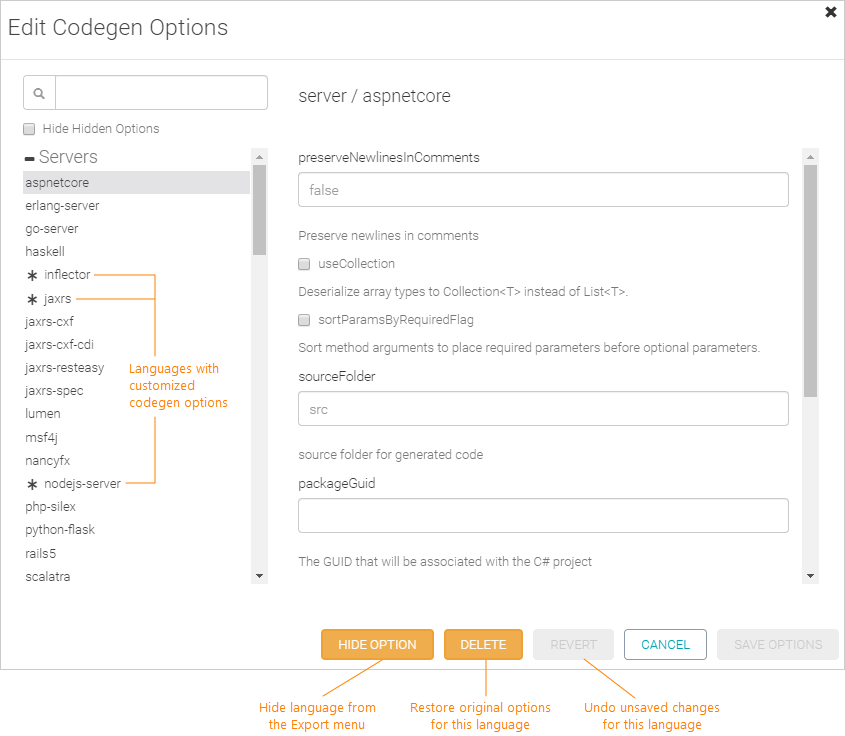 Edit Codegen Options
Hide Hidden Options
Servers
aspnetcore
erlang-server
go-server
haskell
inflector
jaxrs
jaxrs-cxf
jaxrs-cxf-cdi
jaxrs-resteasy
jaxrs-spec
lumen
msf4j
nancyfx
nodejs-server
php-silex
python-flask
rails5
scalatra
Languages with
customized
codegen options
server / aspnetcore
preserveNewlinesInComments
false
Preserve newlines in comments
useCollection
Deserialize array types to Collection<T> instead of List<T>.
sortParamsByRequiredFlag
Sort method arguments to place required parameters before optional parameters.
sourceFolder
src
source folder for generated code
packageGuid
The GUID that will be associated with the C# project
HIDE OPTION
DELETE
REVERT
CANCEL
SAVE OPTIONS
Hide language from
the Export menu
Restore original options
for this language
Undo unsaved changes
for this language